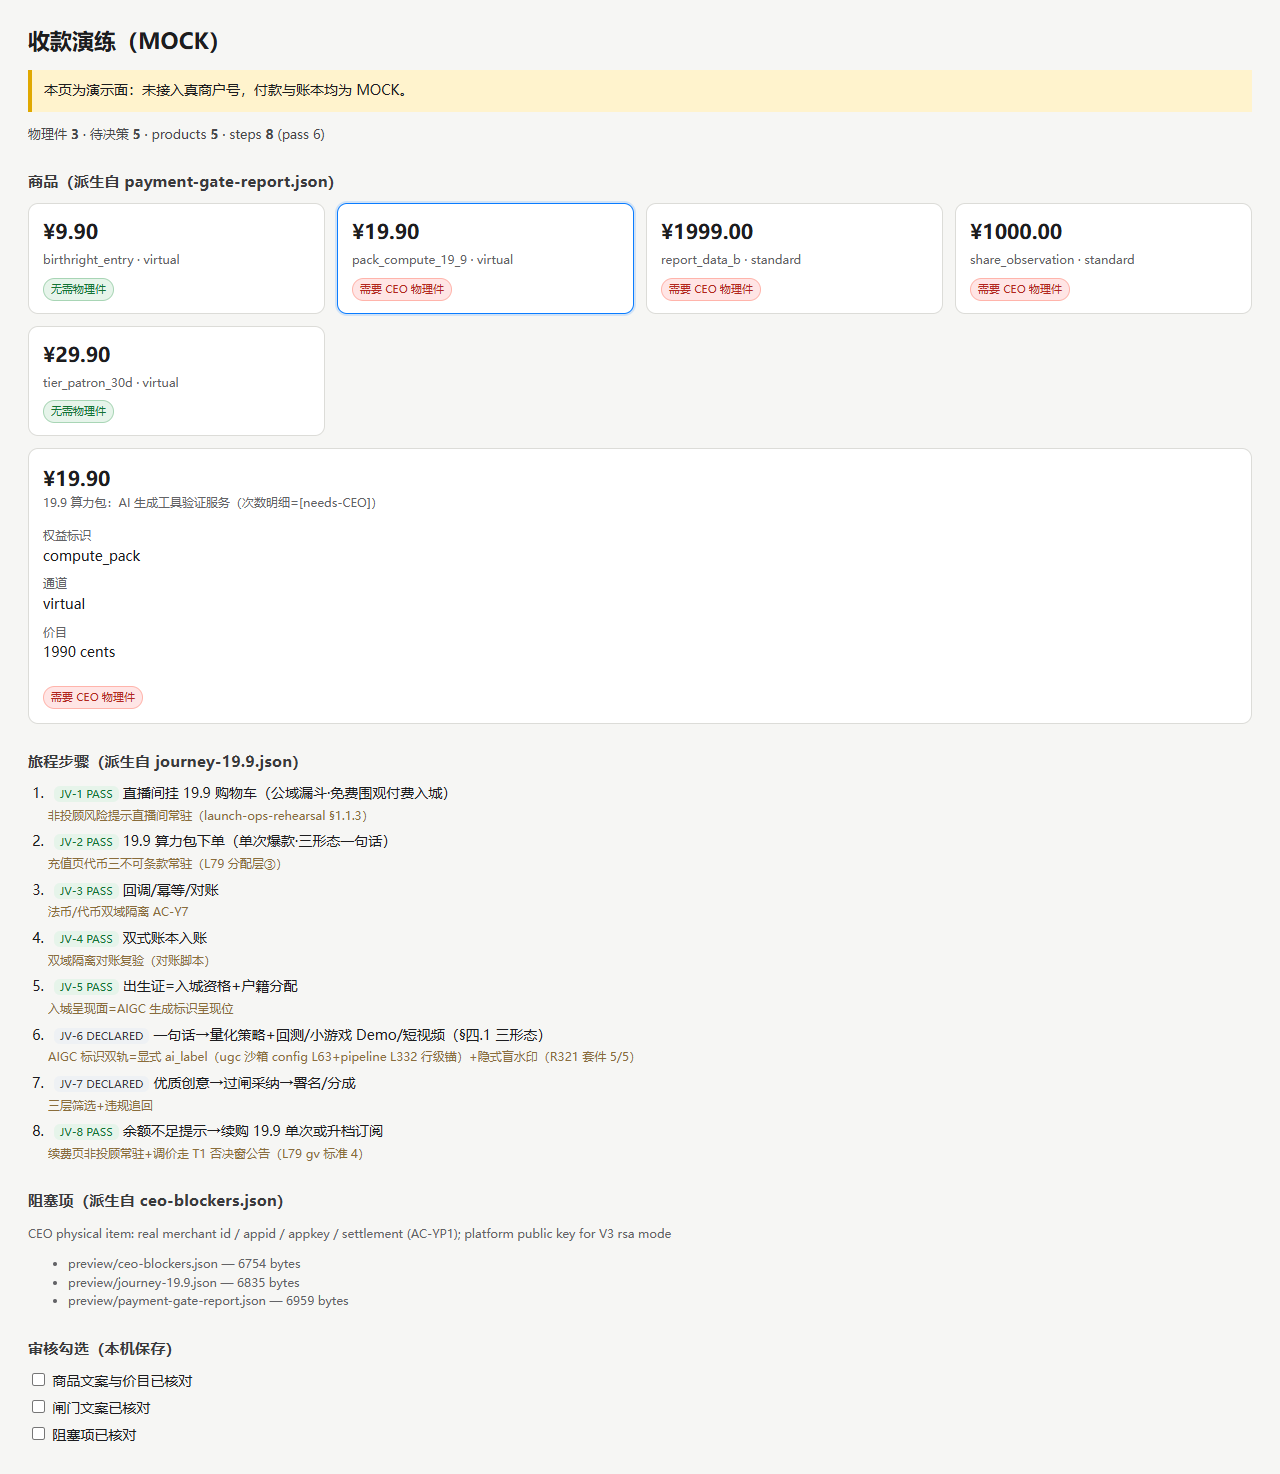 收款演练（MOCK）
本页为演示面：未接入真商户号，付款与账本均为 MOCK。
物理件 3 · 待决策 5 · products 5 · steps 8 (pass 6)
商品（派生自 payment-gate-report.json）
¥9.90
birthright_entry · virtual
无需物理件
¥19.90
pack_compute_19_9 · virtual
需要 CEO 物理件
¥1999.00
report_data_b · standard
需要 CEO 物理件
¥1000.00
share_observation · standard
需要 CEO 物理件
¥29.90
tier_patron_30d · virtual
无需物理件
¥19.90
19.9 算力包：AI 生成工具验证服务（次数明细=[needs-CEO]）
权益标识
compute_pack
通道
virtual
价目
1990 cents
需要 CEO 物理件
旅程步骤（派生自 journey-19.9.json）
1. JV-1 PASS 直播间挂 19.9 购物车（公域漏斗·免费围观付费入城）
非投顾风险提示直播间常驻（launch-ops-rehearsal §1.1.3）
2. JV-2 PASS 19.9 算力包下单（单次爆款·三形态一句话）
充值页代币三不可条款常驻（L79 分配层③）
3. JV-3 PASS 回调/幂等/对账
法币/代币双域隔离 AC-Y7
4. JV-4 PASS 双式账本入账
双域隔离对账复验（对账脚本）
5. JV-5 PASS 出生证=入城资格+户籍分配
入城呈现面=AIGC 生成标识呈现位
6. JV-6 DECLARED 一句话→量化策略+回测/小游戏 Demo/短视频（§四.1 三形态）
AIGC 标识双轨=显式 ai_label（ugc 沙箱 config L63+pipeline L332 行级锚）+隐式盲水印（R321 套件 5/5）
7. JV-7 DECLARED 优质创意→过闸采纳→署名/分成
三层筛选+违规追回
8. JV-8 PASS 余额不足提示→续购 19.9 单次或升档订阅
续费页非投顾常驻+调价走 T1 否决窗公告（L79 gv 标准 4）
阻塞项（派生自 ceo-blockers.json）
CEO physical item: real merchant id / appid / appkey / settlement (AC-YP1); platform public key for V3 rsa mode
• preview/ceo-blockers.json — 6754 bytes
• preview/journey-19.9.json — 6835 bytes
• preview/payment-gate-report.json — 6959 bytes
审核勾选（本机保存）
商品文案与价目已核对
闸门文案已核对
阻塞项已核对